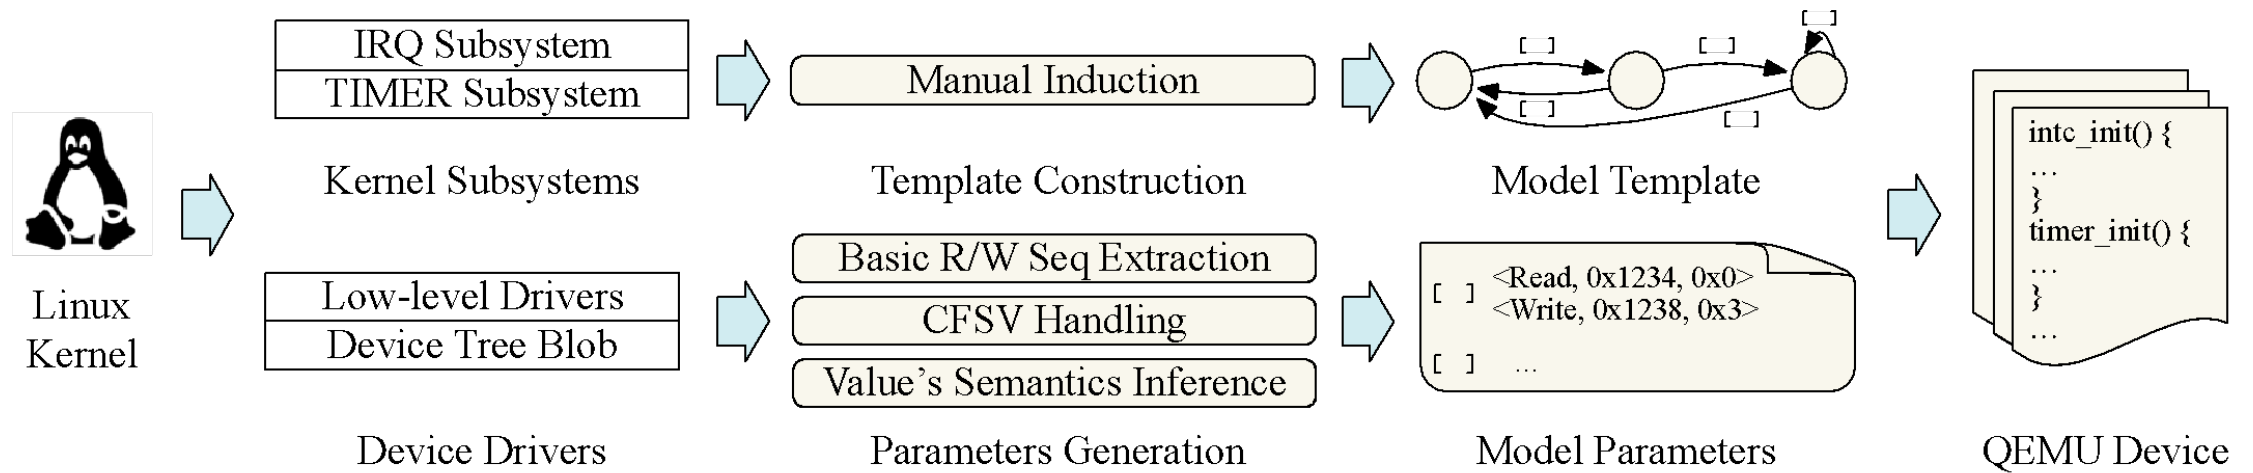 Linux
Kernel
IRQ Subsystem
TIMER Subsystem
Kernel Subsystems
Low-level Drivers
Device Tree Blob
Device Drivers
Manual Induction
Template Construction
Basic R/W Seq Extraction
CFSV Handling
Value's Semantics Inference
Parameters Generation
[ ]
[ ]
[ ]
[ ]
[ ]
Model Template
[ ] <Read, 0x1234, 0x0>
<Write, 0x1238, 0x3>
[ ] ...
Model Parameters
intc_init() {
...
}
timer_init() {
...
}
...
QEMU Device